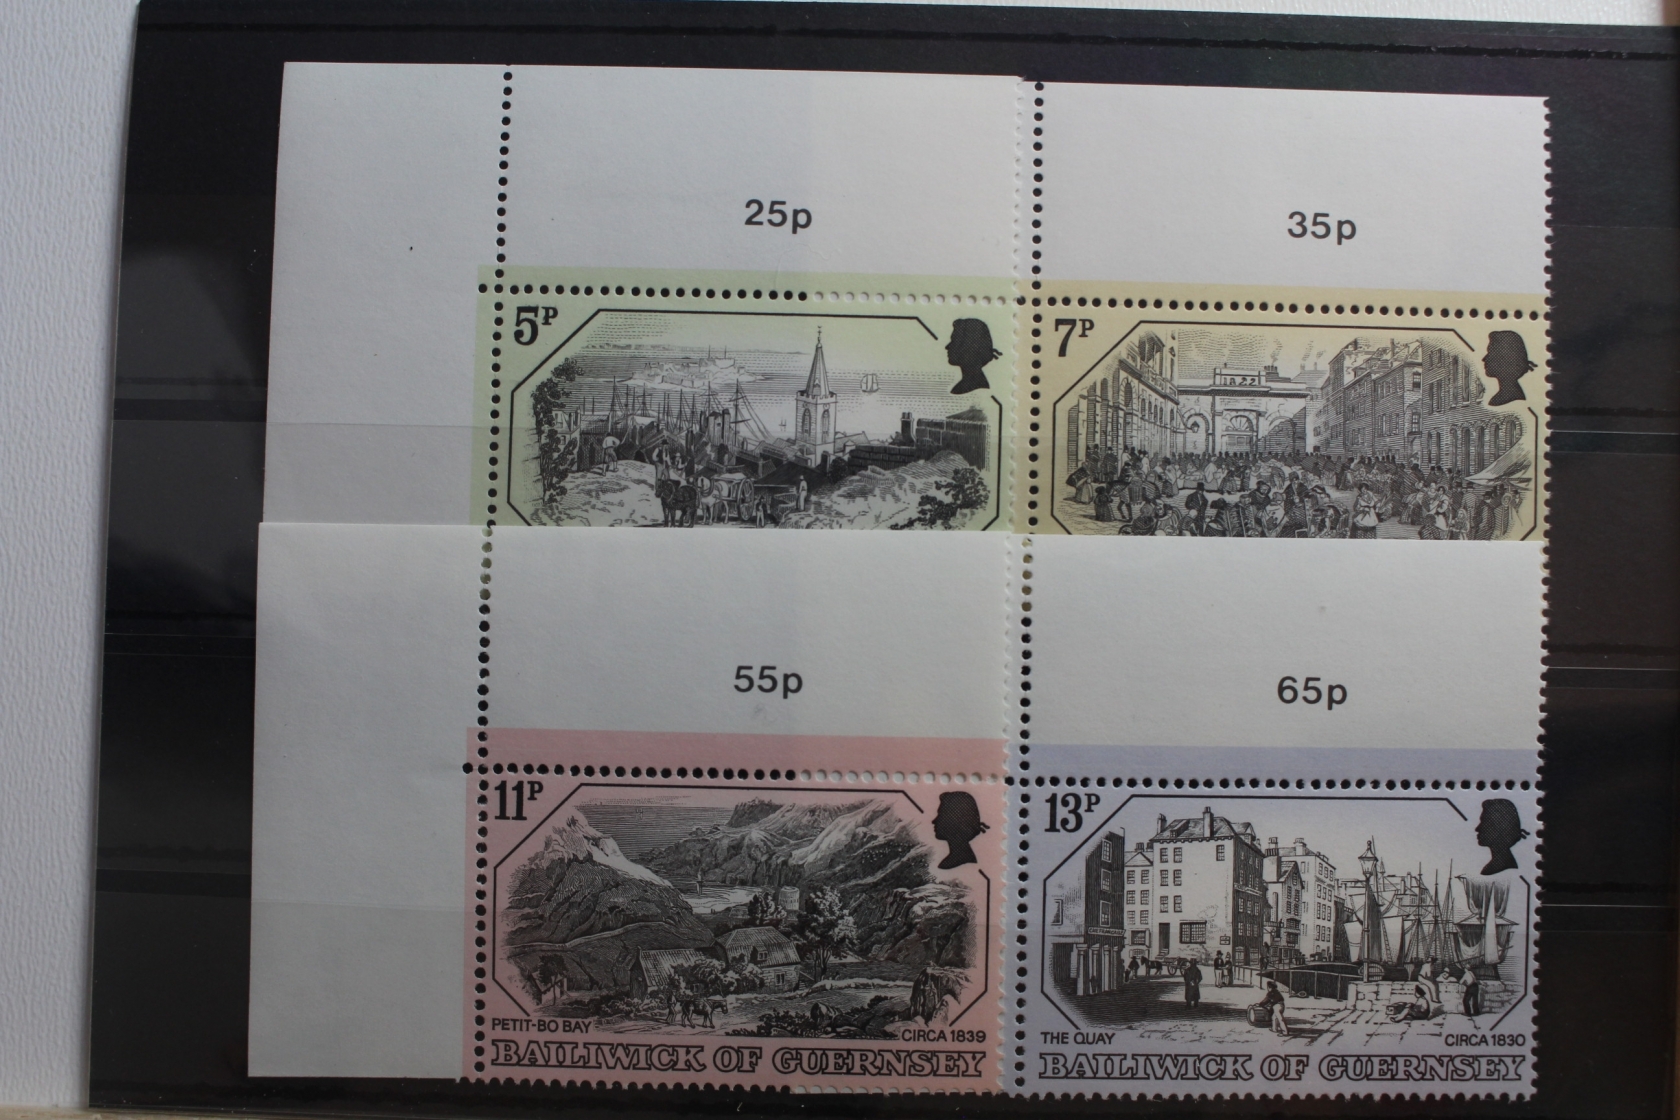 25p
35p
5P
7P
1822
55p
65p
11P
13P
PETIT-BO BAY
CIRCA 1839
BAILIWICK OF GUERNSEY
THE QUAY
CIRCA 1830
BAILIWICK OF GUERNSEY